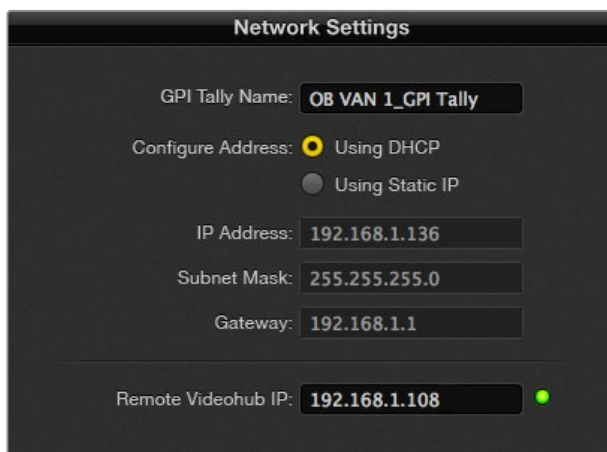 Network Settings
GPI Tally Name: OB VAN 1_GPI Tally
Configure Address: Using DHCP
Using Static IP
IP Address: 192.168.1.136
Subnet Mask: 255.255.255.0
Gateway: 192.168.1.1
Remote Videohub IP: 192.168.1.108